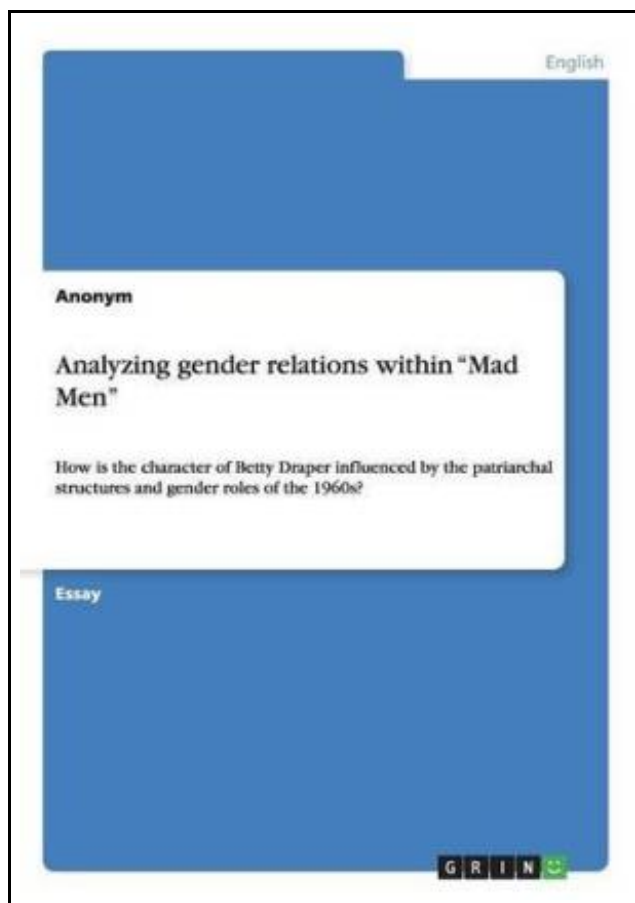 English
Anonym
Analyzing gender relations within “Mad
Men”
How is the character of Betty Draper influenced by the patriarchal
structures and gender roles of the 1960s?
Essay
GRIN